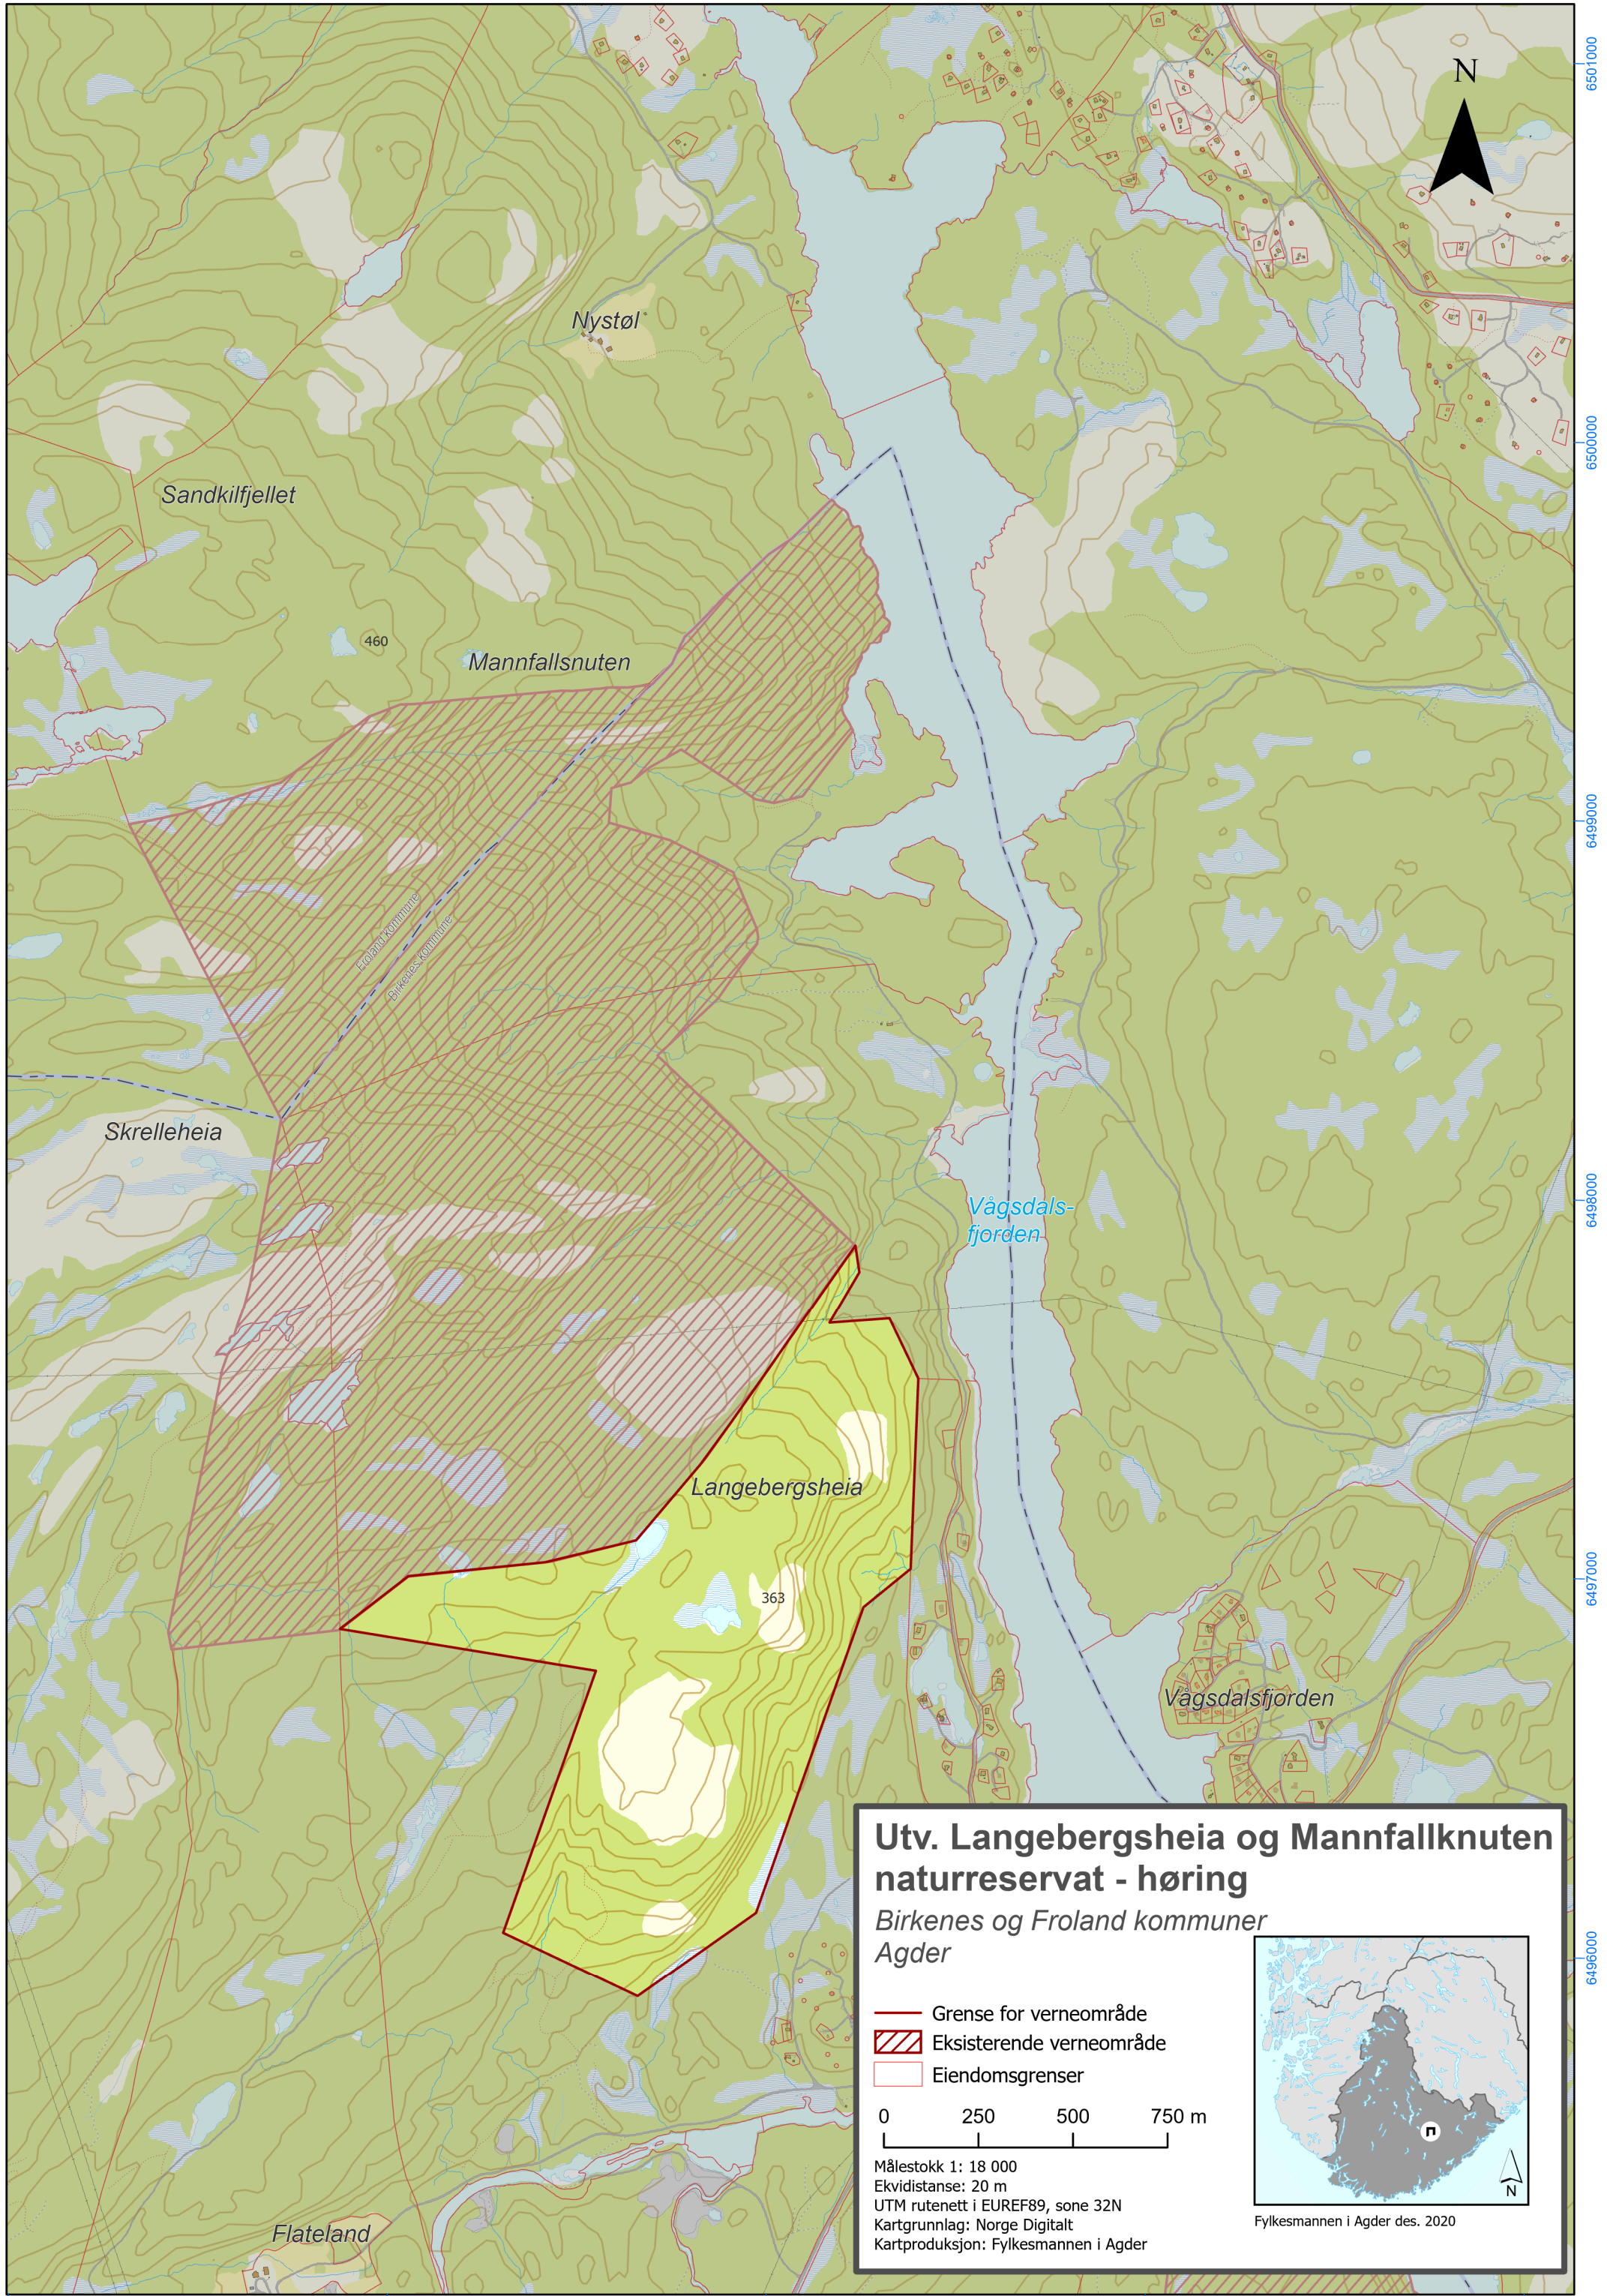 N
6501000
Nystøl
6500000
Sandkilfjellet
460
Mannfallsnuten
6499000
Froland kommune
Birkenes kommune
Skrelleheia
Vågsdals-
fjorden
6498000
Langebergsheia
363
6497000
Vågsdalsfjorden
Utv. Langebergsheia og Mannfallknuten
naturreservat - høring
Birkenes og Froland kommuner
Agder
6496000
Grense for verneområde
Eksisterende verneområde
Eiendomsgrenser
0 250 500 750 m
Målestokk 1: 18 000
Ekvidistanse: 20 m
UTM rutenett i EUREF89, sone 32N
Kartgrunnlag: Norge Digitalt
Kartproduksjon: Fylkesmannen i Agder
N
Fylkesmannen i Agder des. 2020
Flateland